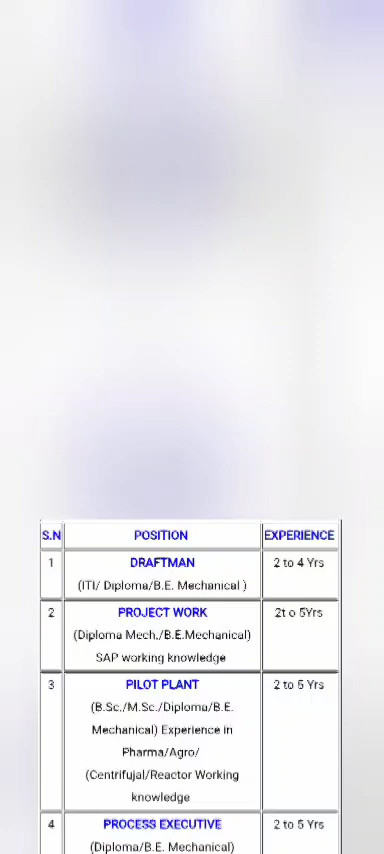 S.N POSITION EXPERIENCE
1 DRAFTMAN 2 to 4 Yrs
(ITI/ Diploma/B.E. Mechanical )
2 PROJECT WORK 2t o 5Yrs
(Diploma Mech./B.E.Mechanical)
SAP working knowledge
3 PILOT PLANT 2 to 5 Yrs
(B.Sc./M.Sc./Diploma/B.E.
Mechanical) Experience in
Pharma/Agro/
(Centrifujal/Reactor Working
knowledge
4 PROCESS EXECUTIVE 2 to 5 Yrs
(Diploma/B.E. Mechanical)